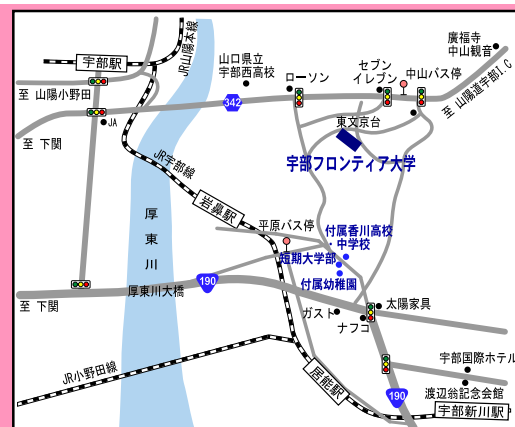 廣福寺
中山観音
至 山陽道宇部I.C
宇部駅
JR山陽本線
山口県立
宇部西高校
ローソン
セブン
イレブン
中山バス停
至 山陽小野田
342
JA
至 下関
東文京台
宇部フロンティア大学
JR宇部線
岩鼻駅
平原バス停
付属香川高校
・中学校
短期大学部
付属幼稚園
厚東川
190
厚東川大橋
至 下関
太陽家具
ガスト
ナフコ
JR小野田線
居能駅
宇部国際ホテル
渡辺翁記念会館
190
宇部新川駅